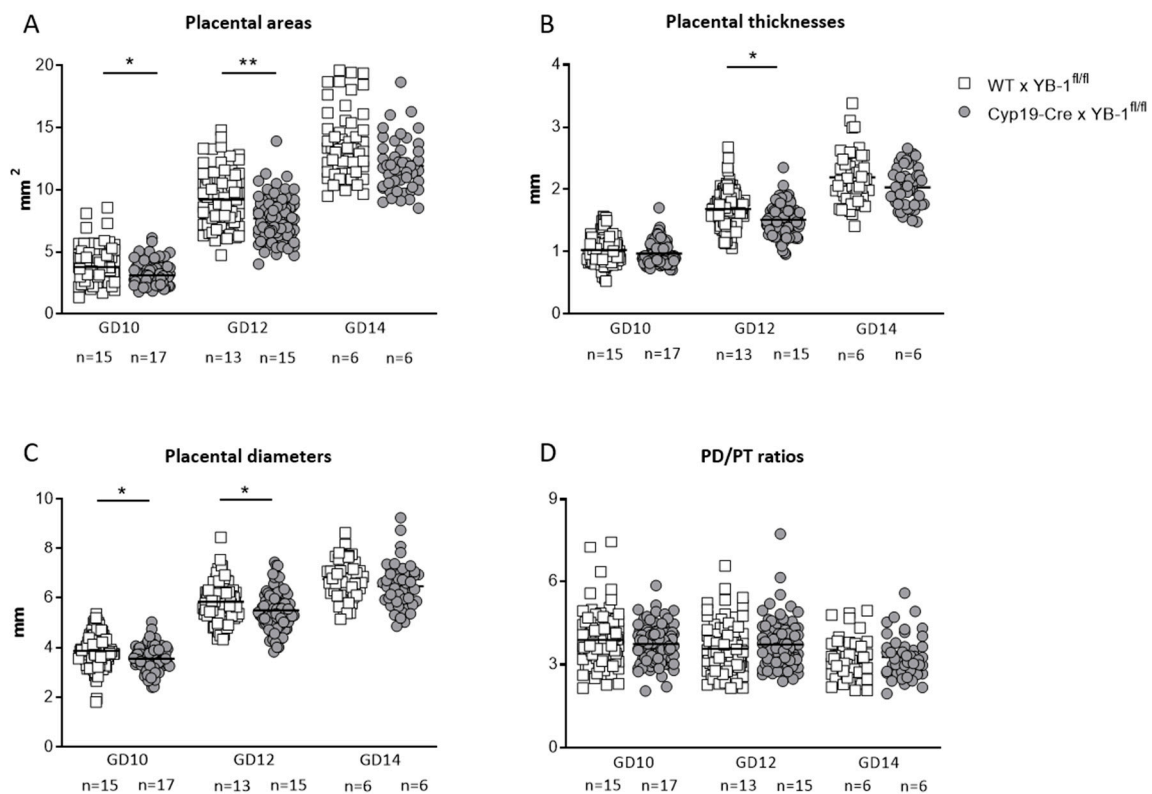 A
Placental areas
*
**
20
15
10
5
0
mm2
GD10
GD12
GD14
n=15
n=17
n=13
n=15
n=6
n=6
B
Placental thicknesses
*
4
3
2
1
0
mm
GD10
GD12
GD14
n=15
n=17
n=13
n=15
n=6
n=6
WT x YB-1fl/fl
Cyp19-Cre x YB-1fl/fl
C
Placental diameters
*
*
10
8
6
4
2
0
mm
GD10
GD12
GD14
n=15
n=17
n=13
n=15
n=6
n=6
D
PD/PT ratios
9
6
3
0
GD10
GD12
GD14
n=15
n=17
n=13
n=15
n=6
n=6